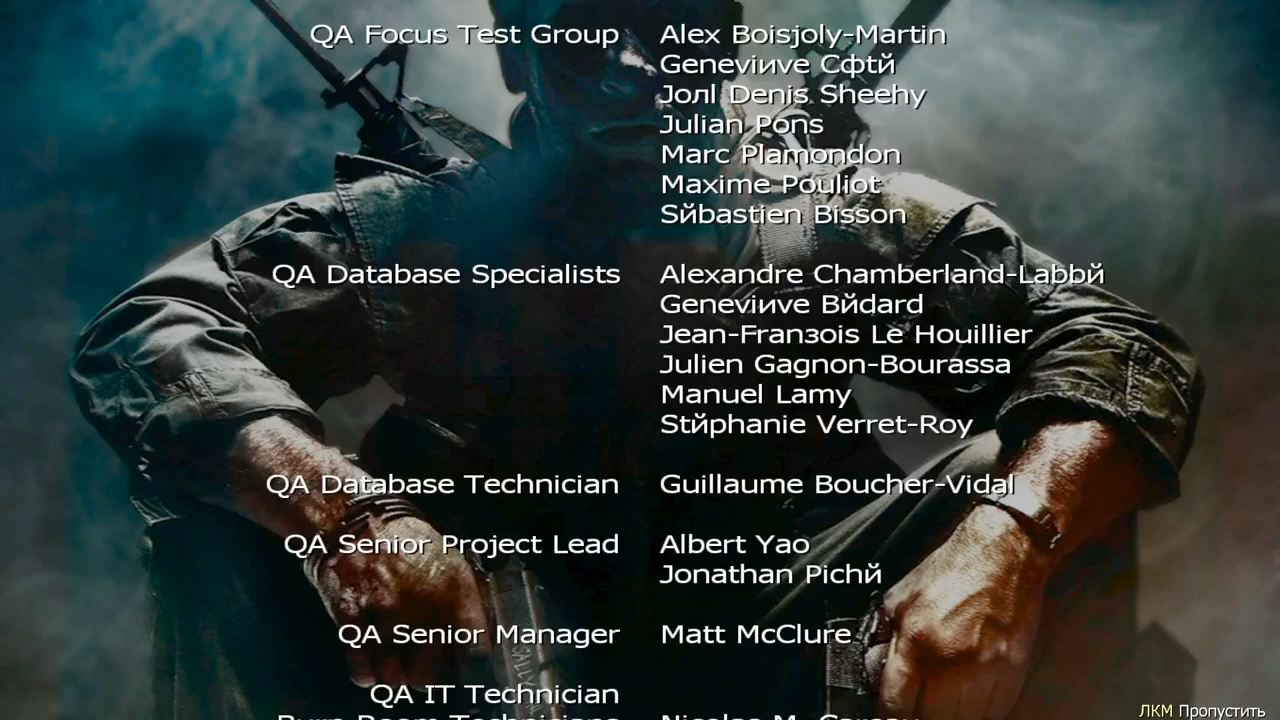 QA Focus Test Group Alex Boisjoly-Martin
Geneviиve Cфtй
Joлl Denis Sheehy
Julian Pons
Marc Plamondon
Maxime Pouliot
Sйbastien Bisson
QA Database Specialists Alexandre Chamberland-Labbй
Geneviиve Bйdard
Jean-Franзois Le Houillier
Julien Gagnon-Bourassa
Manuel Lamy
Stйphanie Verret-Roy
QA Database Technician Guillaume Boucher-Vidal
QA Senior Project Lead Albert Yao
Jonathan Pichй
QA Senior Manager Matt McClure
QA IT Technician
Nicolas M.
ЛКМ Пропустить